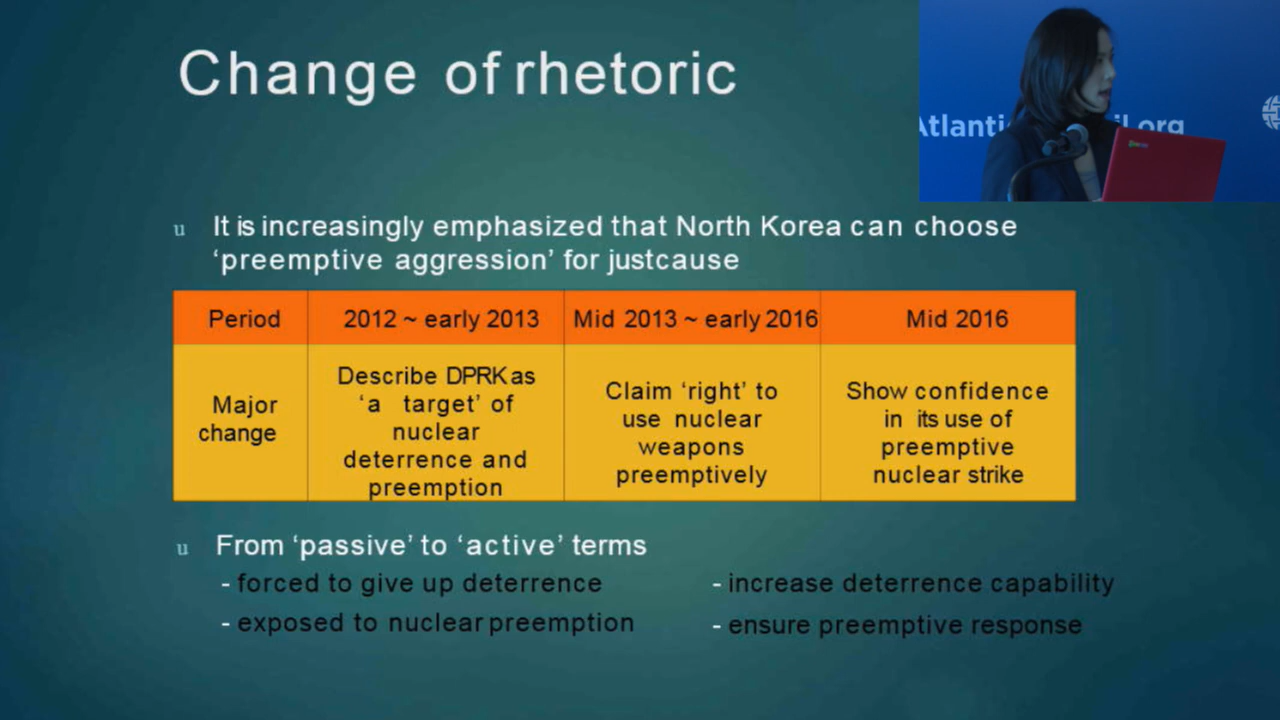 Change of rhetoric
Atlanti il.org
u It is increasingly emphasized that North Korea can choose
‘preemptive aggression’ for justcause
Period 2012 ~ early 2013 Mid 2013 ~ early 2016 Mid 2016
Major
change
Describe DPRK as
‘a target’ of
nuclear
deterrence and
preemption
Claim ‘right’ to
use nuclear
weapons
preemptively
Show confidence
in its use of
preemptive
nuclear strike
u From ‘passive’ to ‘active’ terms
- forced to give up deterrence
- exposed to nuclear preemption
- increase deterrence capability
- ensure preemptive response